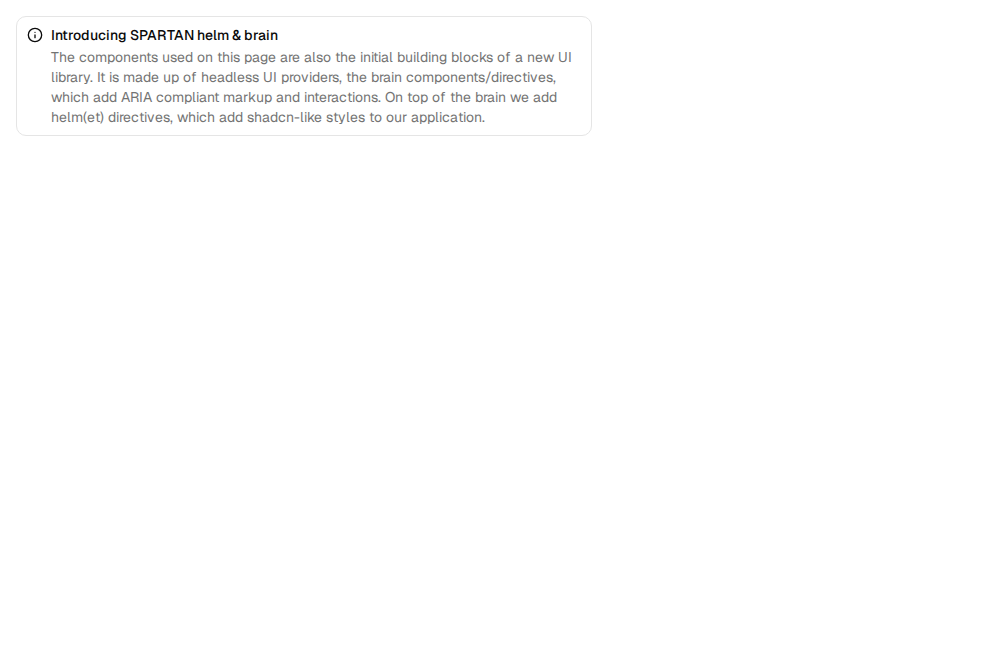 Introducing SPARTAN helm & brain
The components used on this page are also the initial building blocks of a new UI
library. It is made up of headless UI providers, the brain components/directives,
which add ARIA compliant markup and interactions. On top of the brain we add
helm(et) directives, which add shadcn-like styles to our application.